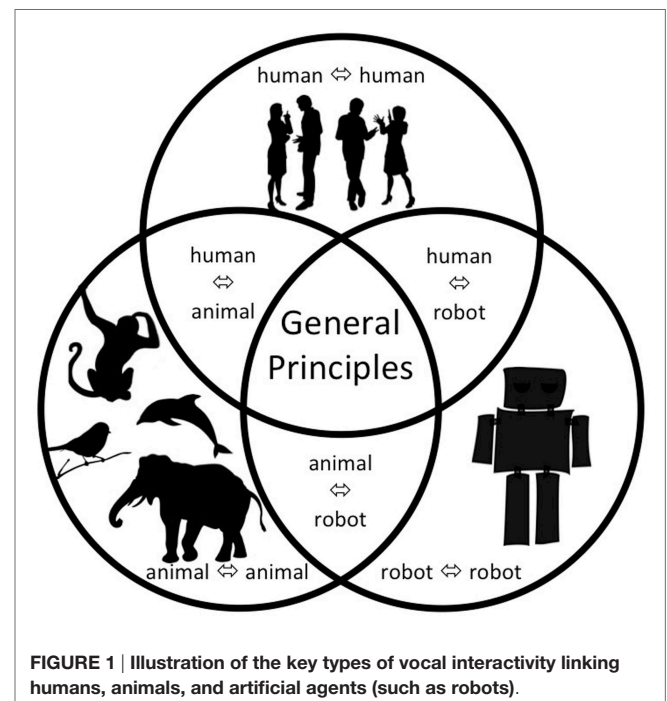 human ⇔ human
human
⇔
animal
human
⇔
robot
General
Principles
animal
⇔
robot
animal ⇔ animal
robot ⇔ robot
FIGURE 1 | Illustration of the key types of vocal interactivity linking
humans, animals, and artificial agents (such as robots).